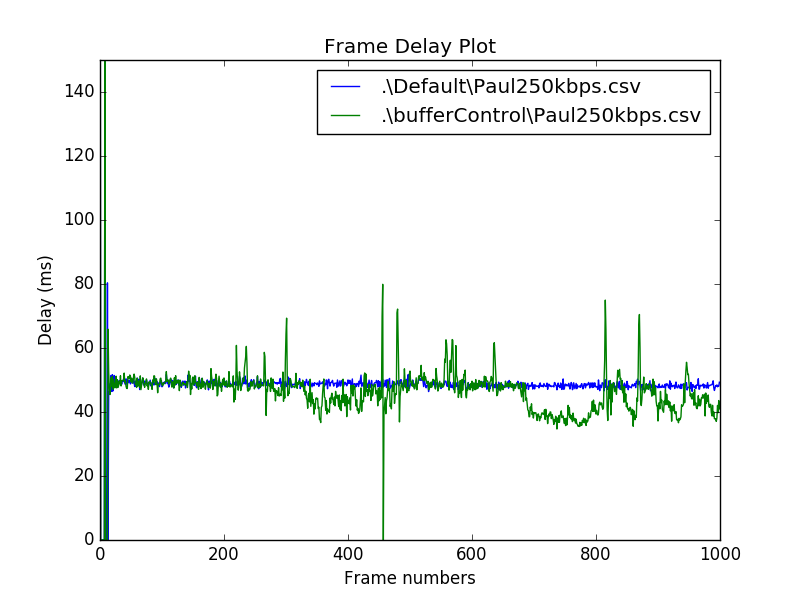 Frame Delay Plot
.\Default\Paul250kbps.csv
.\bufferControl\Paul250kbps.csv
140
120
100
80
60
40
20
0
Delay (ms)
0 200 400 600 800 1000
Frame numbers